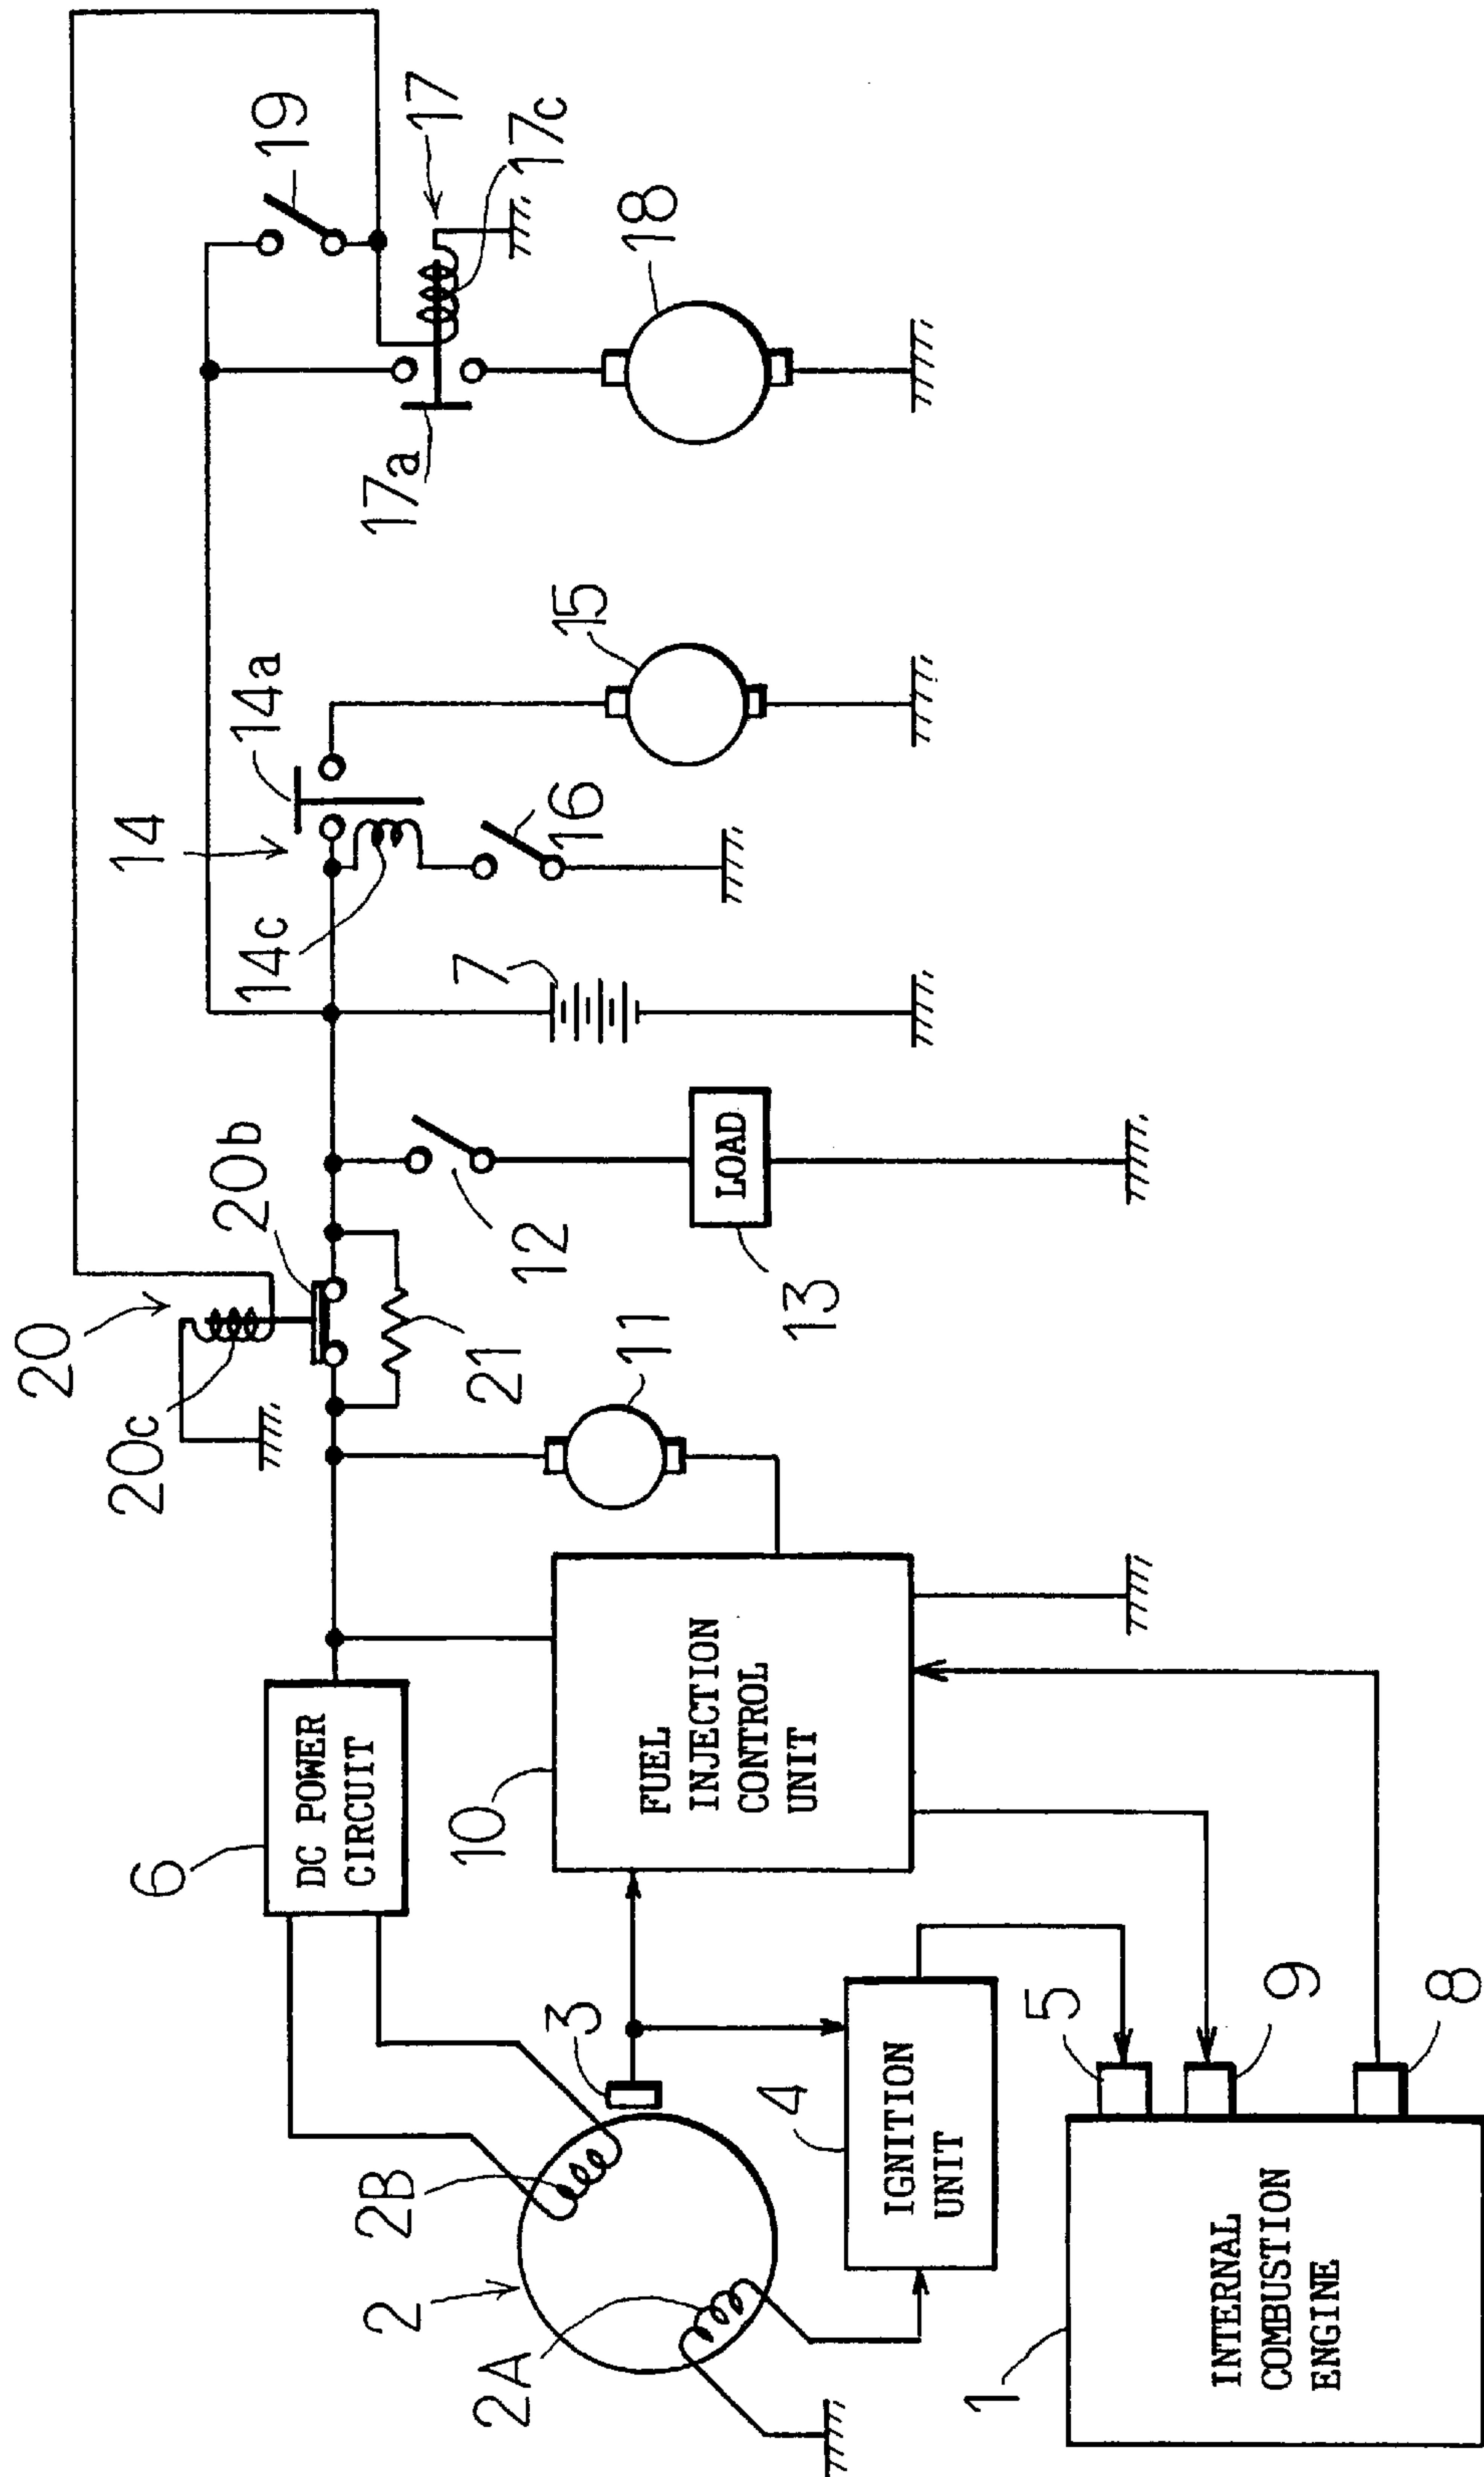 20
20c
14
6
20b
14a
14c
19
DC POWER
CIRCUIT
2
2B
17a
17
10
7
21
2A
17c
12
3
16
15
11
18
FUEL
INJECTION
CONTROL
UNIT
LOAD
4
13
IGNITION
UNIT
1
5
INTERNAL
COMBUSTION
ENGINE
9
8